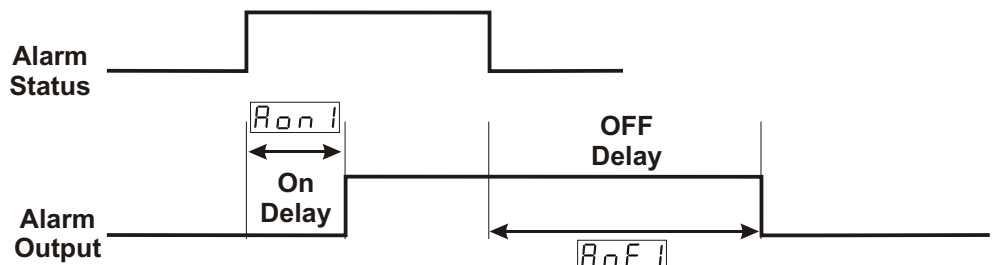 Alarm
Status
Aon1
OFF
Delay
On
Delay
Alarm
Output
AoF1